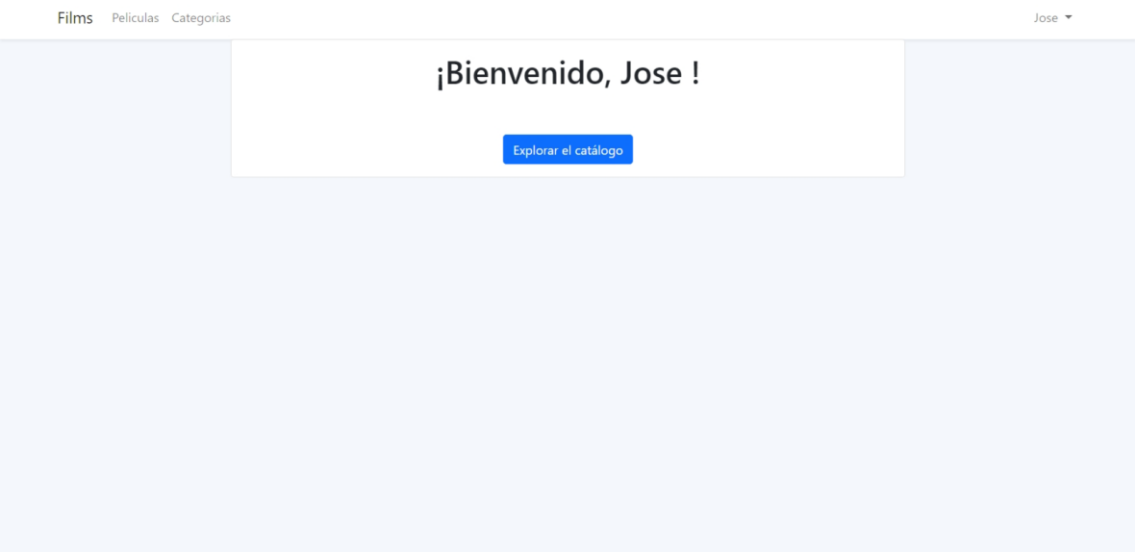 Films Peliculas Categorias Jose
¡Bienvenido, Jose !
Explorar el catálogo